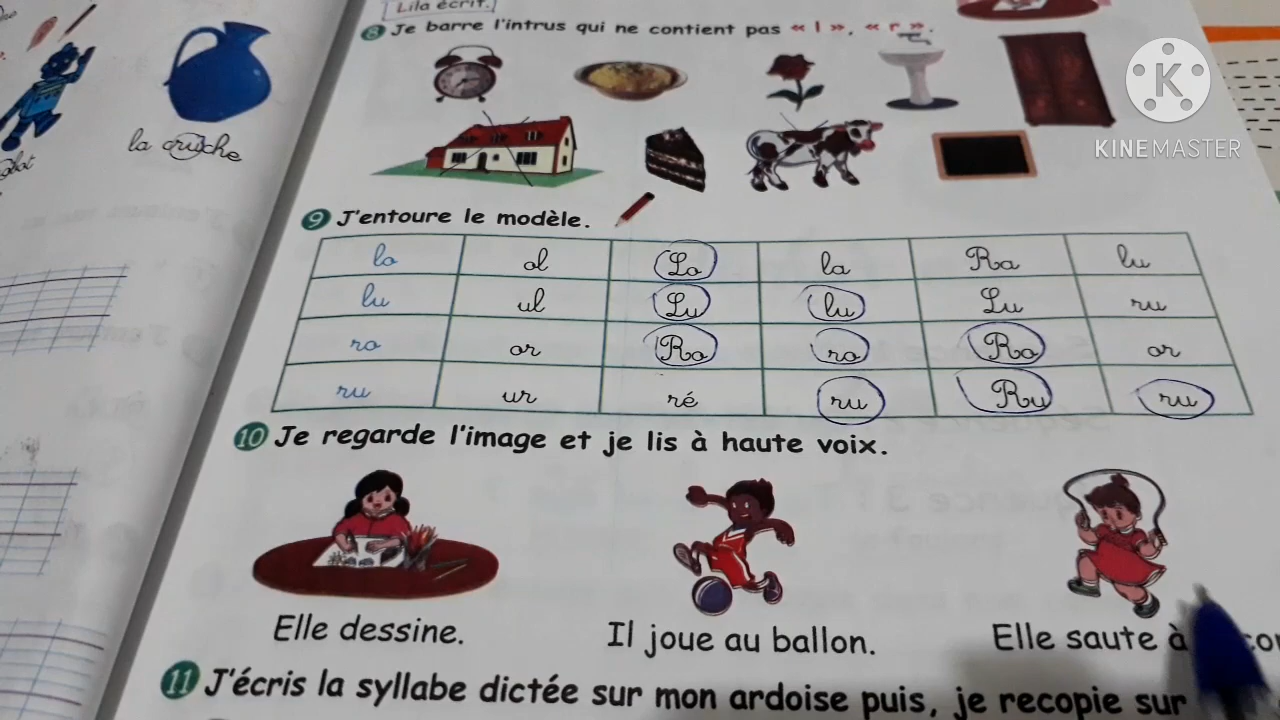 Lila écrit.
8 Je barre l'intrus qui ne contient pas « l », « r ».
K
KINEMASTER
la cruche
9 J'entoure le modèle.
lo ol Lo la Ra lu
lu ul Lu lu Lu ru
ro or Ro ro Ro or
ru ur ré ru Ru ru
10 Je regarde l'image et je lis à haute voix.
Elle dessine. Il joue au ballon. Elle saute à
11 J'écris la syllabe dictée sur mon ardoise puis, je recopie sur